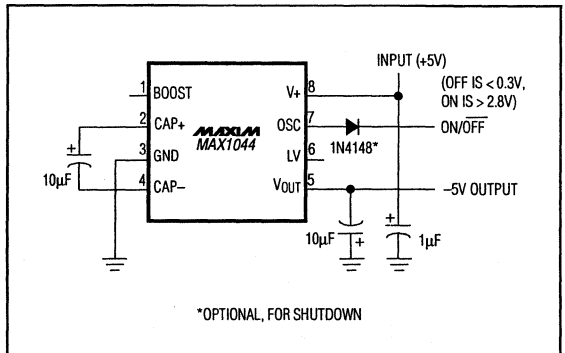 INPUT (+5V)
(OFF IS < 0.3V,
ON IS > 2.8V)
1 BOOST V+ 8
2 CAP+ MAXIM OSC 7 1N4148* ON/OFF
MAX1044
3 GND LV 6
10µF 4 CAP– VOUT 5 –5V OUTPUT
+ 10µF + + 1µF
*OPTIONAL, FOR SHUTDOWN